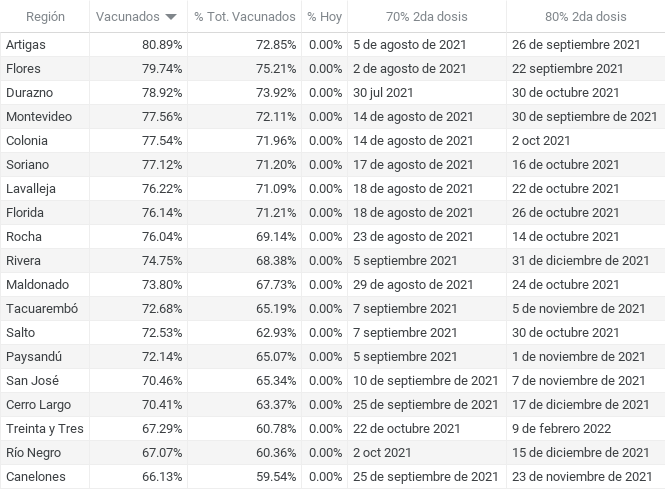 Región Vacunados % Tot. Vacunados % Hoy 70% 2da dosis 80% 2da dosis
Artigas 80.89% 72.85% 0.00% 5 de agosto de 2021 26 de septiembre 2021
Flores 79.74% 75.21% 0.00% 2 de agosto de 2021 22 septiembre 2021
Durazno 78.92% 73.92% 0.00% 30 jul 2021 30 de octubre 2021
Montevideo 77.56% 72.11% 0.00% 14 de agosto de 2021 30 de septiembre de 2021
Colonia 77.54% 71.96% 0.00% 14 de agosto de 2021 2 oct 2021
Soriano 77.12% 71.20% 0.00% 17 de agosto de 2021 16 de octubre 2021
Lavalleja 76.22% 71.09% 0.00% 18 de agosto de 2021 22 de octubre 2021
Florida 76.14% 71.21% 0.00% 18 de agosto de 2021 26 de octubre 2021
Rocha 76.04% 69.14% 0.00% 23 de agosto de 2021 14 de octubre 2021
Rivera 74.75% 68.38% 0.00% 5 septiembre 2021 31 de diciembre de 2021
Maldonado 73.80% 67.73% 0.00% 29 de agosto de 2021 24 de octubre 2021
Tacuarembó 72.68% 65.19% 0.00% 7 septiembre 2021 5 de noviembre de 2021
Salto 72.53% 62.93% 0.00% 7 septiembre 2021 30 de octubre 2021
Paysandú 72.14% 65.07% 0.00% 5 septiembre 2021 1 de noviembre de 2021
San José 70.46% 65.34% 0.00% 10 de septiembre de 2021 7 de noviembre de 2021
Cerro Largo 70.41% 63.37% 0.00% 25 de septiembre de 2021 17 de diciembre de 2021
Treinta y Tres 67.29% 60.78% 0.00% 22 de octubre 2021 9 de febrero 2022
Río Negro 67.07% 60.36% 0.00% 2 oct 2021 15 de diciembre de 2021
Canelones 66.13% 59.54% 0.00% 25 de septiembre de 2021 23 de noviembre de 2021